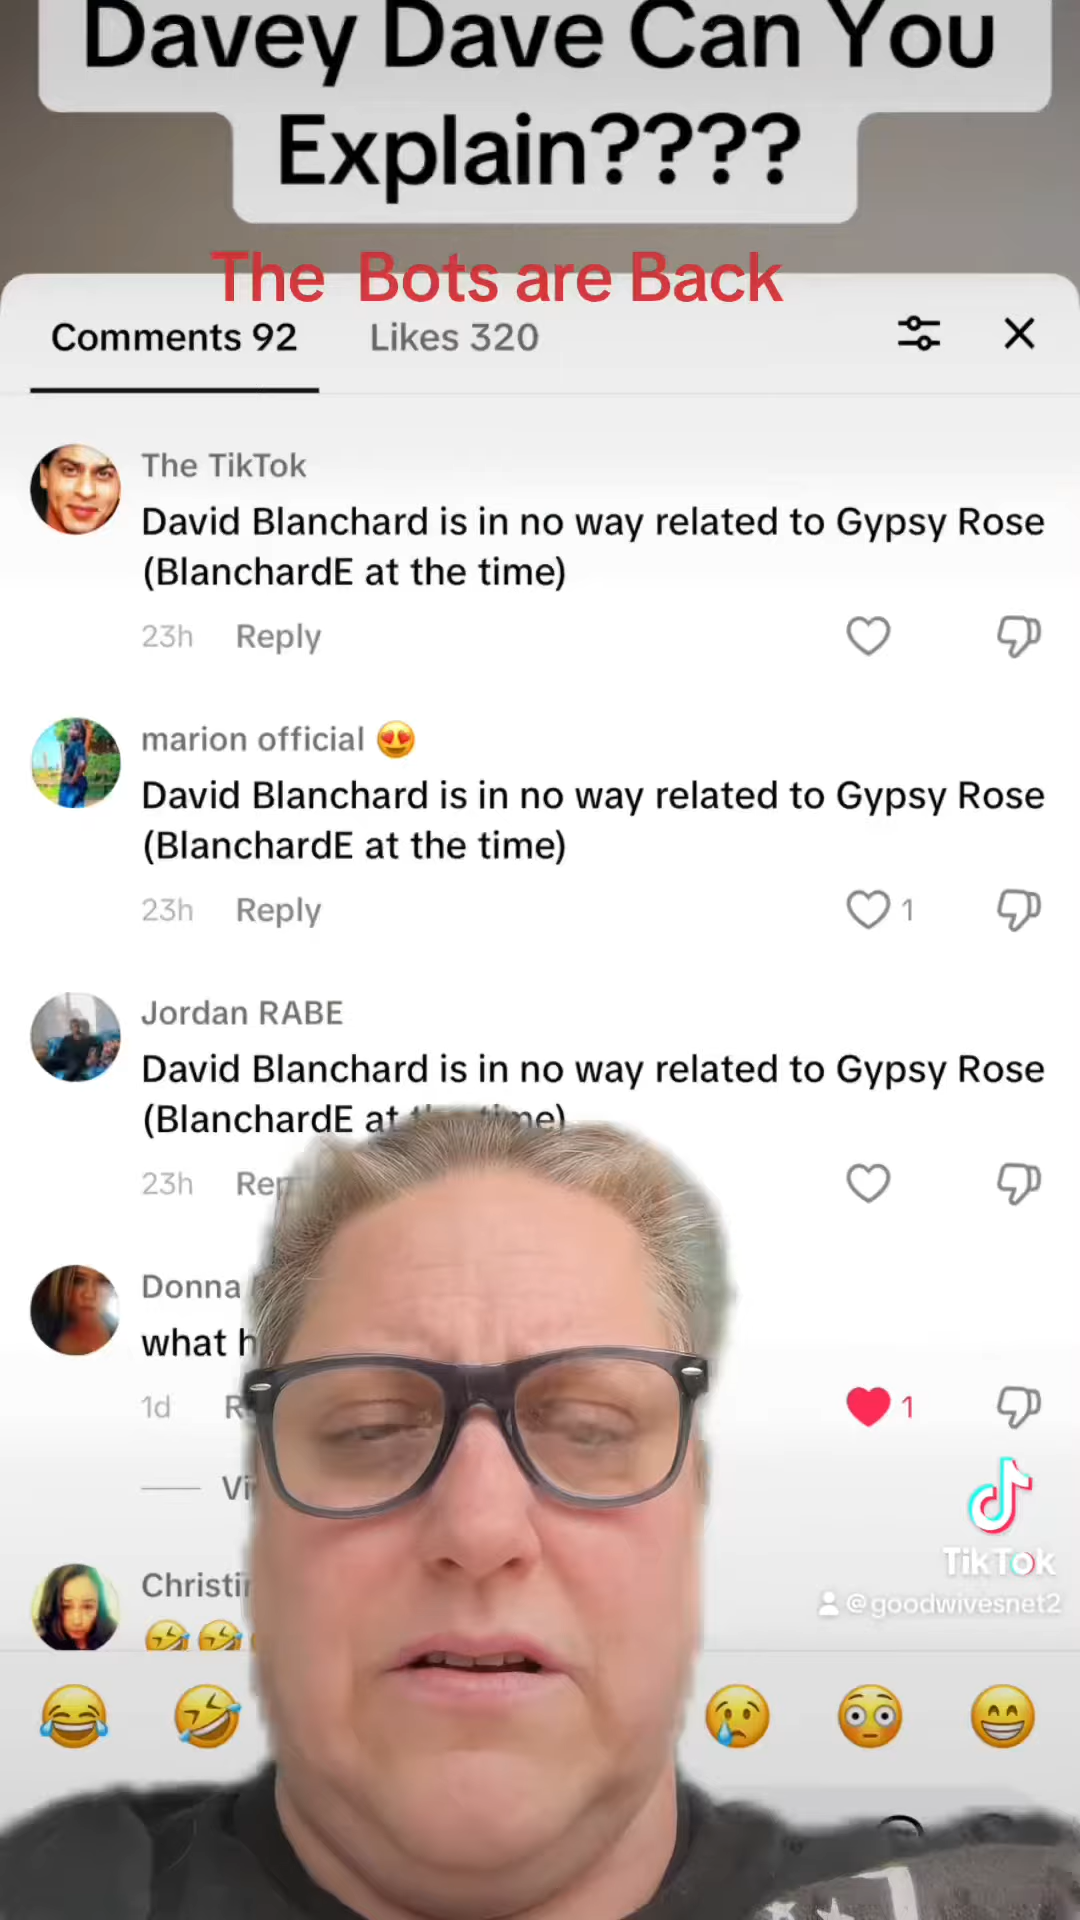 Davey Dave Can You
Explain????
The Bots are Back
Comments 92
Likes 320
The TikTok
David Blanchard is in no way related to Gypsy Rose
(BlanchardE at the time)
23h Reply
marion official 😍
David Blanchard is in no way related to Gypsy Rose
(BlanchardE at the time)
23h Reply
1
Jordan RABE
David Blanchard is in no way related to Gypsy Rose
(BlanchardE at the time)
23h
Donna
what
1d
1
TikTok
@goodwivesnet2